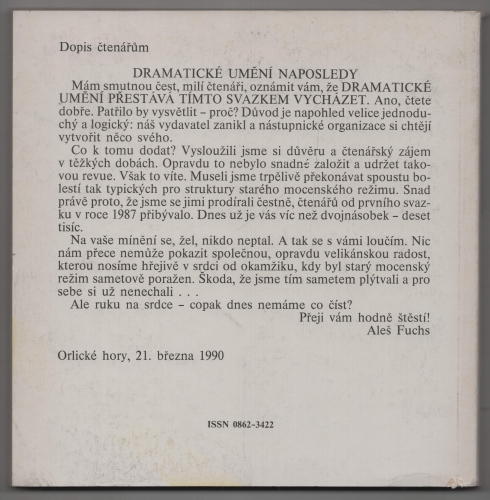 Dopis čtenářům
DRAMATICKÉ UMĚNÍ NAPOSLEDY
Mám smutnou čest, milí čtenáři, oznámit vám, že DRAMATICKÉ
UMĚNÍ PŘESTÁVÁ TÍMTO SVAZKEM VYCHÁZET. Ano, čtete
dobře. Patřilo by vysvětlit – proč? Důvod je napohled velice jednodu-
chý a logický: náš vydavatel zanikl a nástupnické organizace si chtějí
vytvořit něco svého.
Co k tomu dodat? Vysloužili jsme si důvěru a čtenářský zájem
v těžkých dobách. Opravdu to nebylo snadné založit a udržet tako-
vou revue. Však to víte. Museli jsme trpělivě překonávat spoustu bo-
lestí tak typických pro struktury starého mocenského režimu. Snad
právě proto, že jsme se jimi prodírali čestně, čtenářů od prvního svaz-
ku v roce 1987 přibývalo. Dnes už je vás víc než dvojnásobek – deset
tisíc.
Na vaše mínění se, žel, nikdo neptal. A tak se s vámi loučím. Nic
nám přece nemůže pokazit společnou, opravdu velikánskou radost,
kterou nosíme hřejivě v srdci od okamžiku, kdy byl starý mocenský
režim sametově poražen. Škoda, že jsme tím sametem plýtvali a pro
sebe si už nenechali . . .
Ale ruku na srdce – copak dnes nemáme co číst?
Přeji vám hodně štěstí!
Aleš Fuchs
Orlické hory, 21. března 1990
ISSN 0862–3422